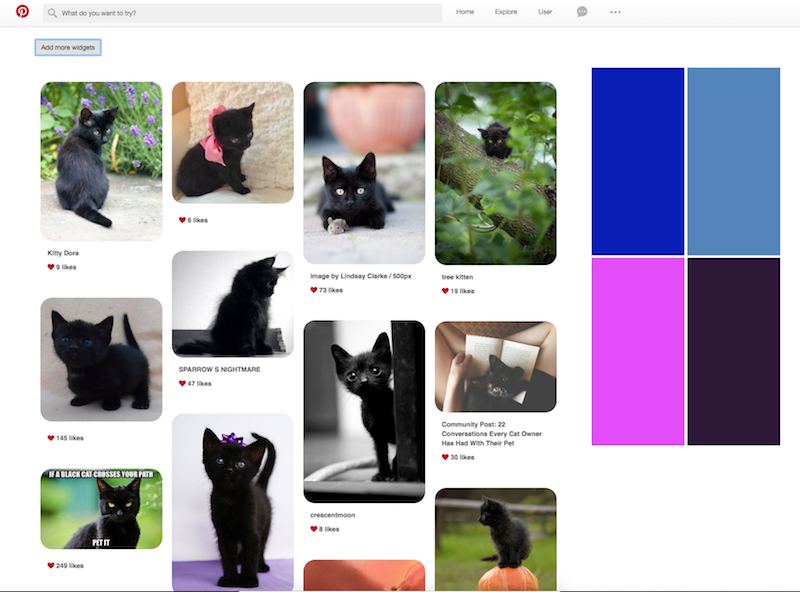 What do you want to try?
Home
Explore
User
Add more widgets
Kitty Dora
9 likes
145 likes
IF A BLACK CAT CROSSES YOUR PATH
PET IT
249 likes
6 likes
SPARROW S NIGHTMARE
47 likes
image by Lindsay Clarke / 500px
73 likes
crescentmoon
8 likes
tree kitten
19 likes
Community Post: 22
Conversations Every Cat Owner
Has Had With Their Pet
30 likes